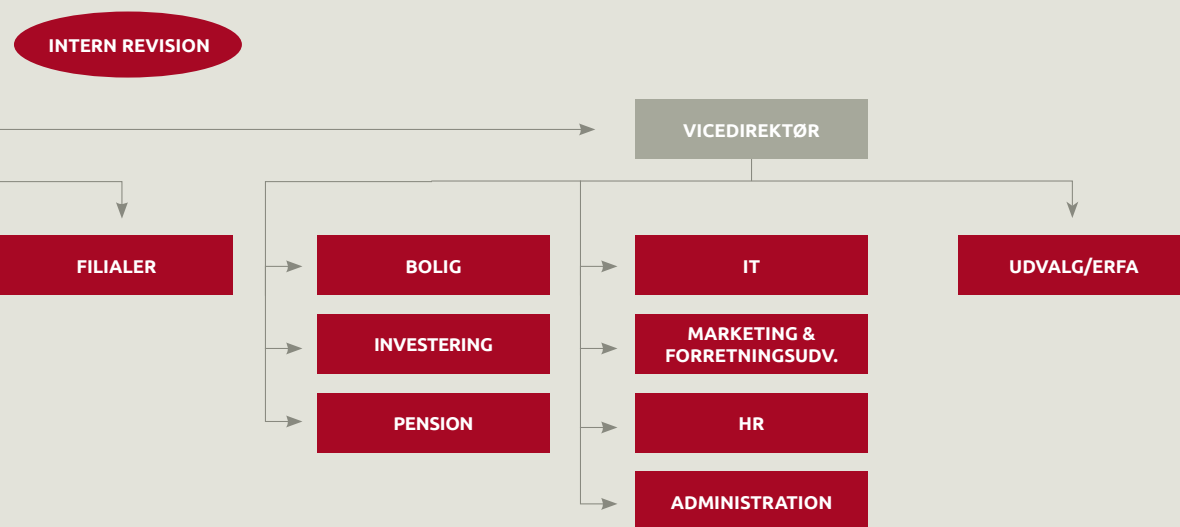 INTERN REVISION
VICEDIREKTØR
FILIALER
BOLIG
IT
UDVALG/ERFA
INVESTERING
MARKETING &
FORRETNINGSUDV.
PENSION
HR
ADMINISTRATION